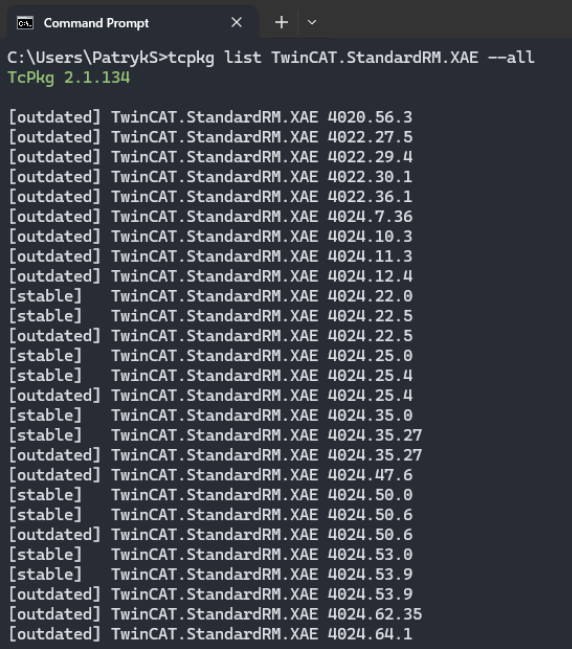 Command Prompt
C:\Users\PatrykS>tcpkg list TwinCAT.StandardRM.XAE --all
TcPkg 2.1.134
[outdated] TwinCAT.StandardRM.XAE 4020.56.3
[outdated] TwinCAT.StandardRM.XAE 4022.27.5
[outdated] TwinCAT.StandardRM.XAE 4022.29.4
[outdated] TwinCAT.StandardRM.XAE 4022.30.1
[outdated] TwinCAT.StandardRM.XAE 4022.36.1
[outdated] TwinCAT.StandardRM.XAE 4024.7.36
[outdated] TwinCAT.StandardRM.XAE 4024.10.3
[outdated] TwinCAT.StandardRM.XAE 4024.11.3
[outdated] TwinCAT.StandardRM.XAE 4024.12.4
[stable]   TwinCAT.StandardRM.XAE 4024.22.0
[stable]   TwinCAT.StandardRM.XAE 4024.22.5
[outdated] TwinCAT.StandardRM.XAE 4024.22.5
[stable]   TwinCAT.StandardRM.XAE 4024.25.0
[stable]   TwinCAT.StandardRM.XAE 4024.25.4
[outdated] TwinCAT.StandardRM.XAE 4024.25.4
[stable]   TwinCAT.StandardRM.XAE 4024.35.0
[stable]   TwinCAT.StandardRM.XAE 4024.35.27
[outdated] TwinCAT.StandardRM.XAE 4024.35.27
[outdated] TwinCAT.StandardRM.XAE 4024.47.6
[stable]   TwinCAT.StandardRM.XAE 4024.50.0
[stable]   TwinCAT.StandardRM.XAE 4024.50.6
[outdated] TwinCAT.StandardRM.XAE 4024.50.6
[stable]   TwinCAT.StandardRM.XAE 4024.53.0
[stable]   TwinCAT.StandardRM.XAE 4024.53.9
[outdated] TwinCAT.StandardRM.XAE 4024.53.9
[outdated] TwinCAT.StandardRM.XAE 4024.62.35
[outdated] TwinCAT.StandardRM.XAE 4024.64.1